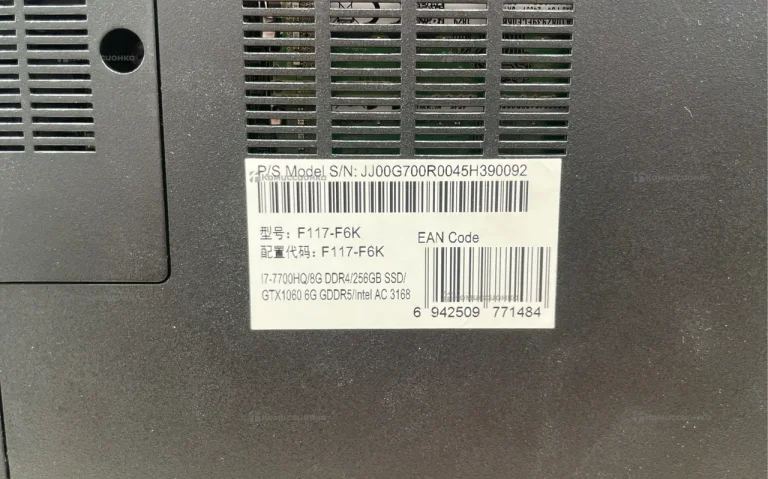 P/S Model S/N: JJ00G700R0045H390092
型号: F117-F6K
配置代码: F117-F6K
EAN Code
I7-7700HQ/8G DDR4/256GB SSD/
GTX1060 6G GDDR5/Intel AC 3168
6 942509 771484